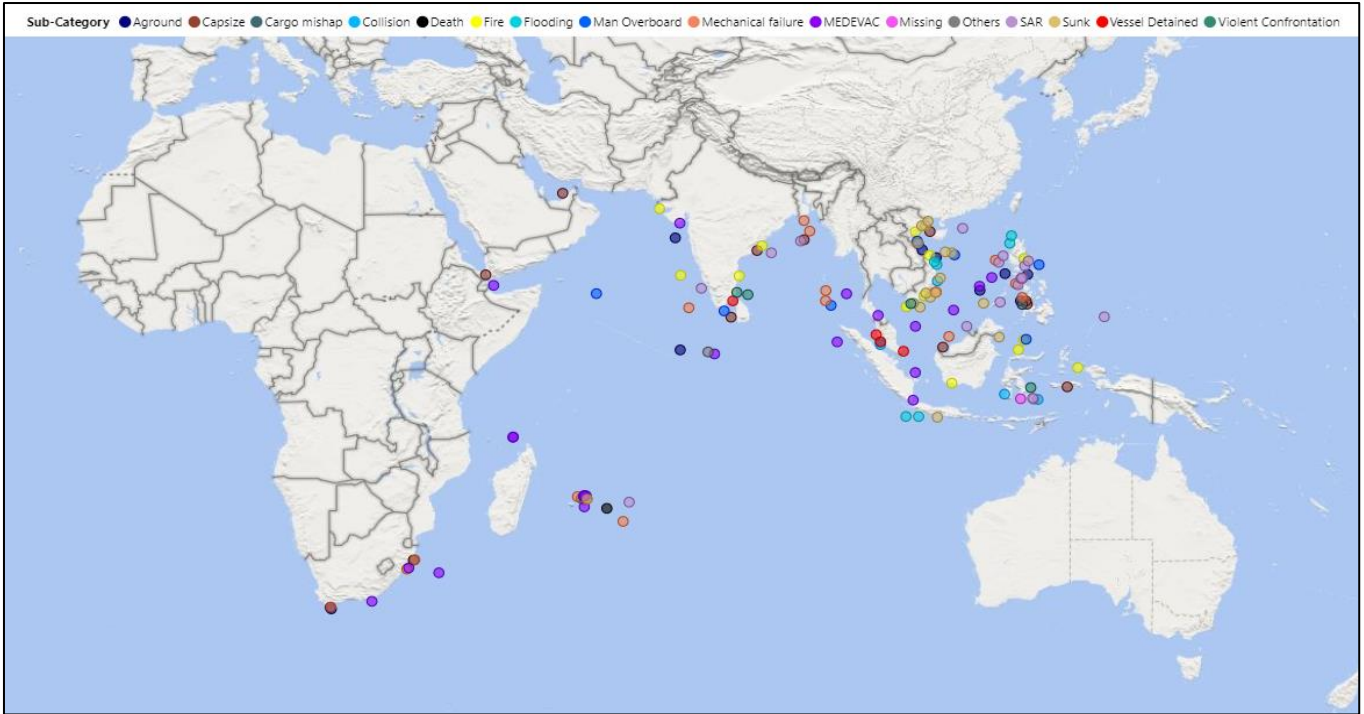 Sub-Category Aground Capsize Cargo mishap Collision Death Fire Flooding Man Overboard Mechanical failure MEDEVAC Missing Others SAR Sunk Vessel Detained Violent Confrontation